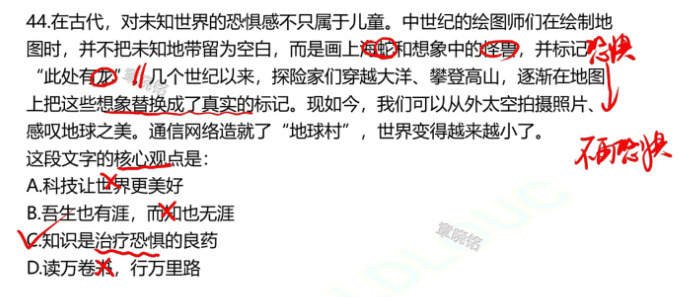 44.在古代，对未知世界的恐惧感不只属于儿童。中世纪的绘图师们在绘制地
图时，并不把未知地带留为空白，而是画上海蛇和想象中的怪兽，并标记
恐惧
“此处有龙”。几个世纪以来，探险家们穿越大洋、攀登高山，逐渐在地图
上把这些想象替换成了真实的标记。现如今，我们可以从外太空拍摄照片、
感叹地球之美。通信网络造就了“地球村”，世界变得越来越小了。
不再恐惧
这段文字的核心观点是：
A.科技让世界更美好
B.吾生也有涯，而知也无涯
C.知识是治疗恐惧的良药
D.读万卷书，行万里路
章晓铭
章晓铭